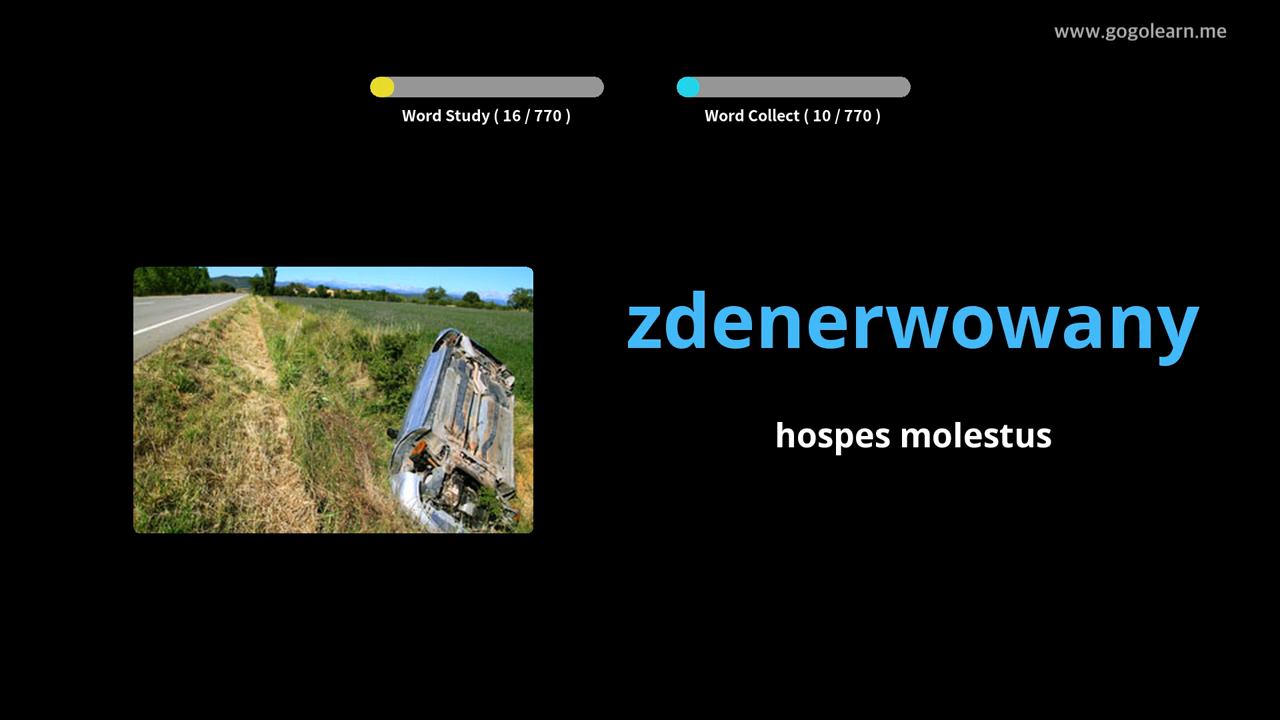 www.gogolearn.me
Word Study ( 16 / 770 )
Word Collect ( 10 / 770 )
zdenerwowany
hospes molestus